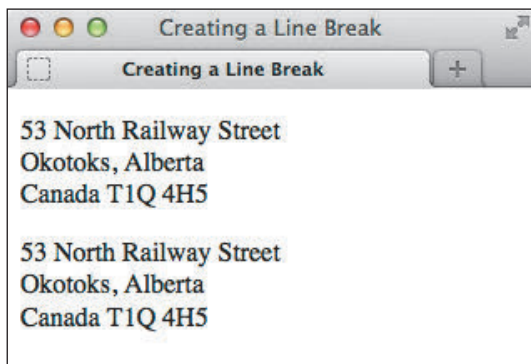 Creating a Line Break
Creating a Line Break
53 North Railway Street
Okotoks, Alberta
Canada T1Q 4H5
53 North Railway Street
Okotoks, Alberta
Canada T1Q 4H5